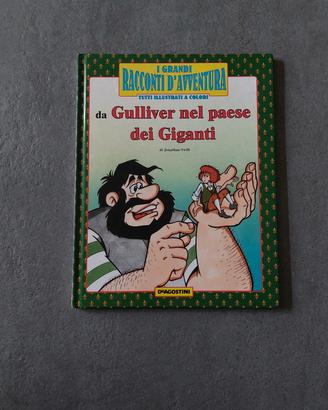 I GRANDI
RACCONTI D'AVVENTURA
TUTTI ILLUSTRATI A COLORI
da Gulliver nel paese
dei Giganti
di Jonathan Swift
DEAGOSTINI